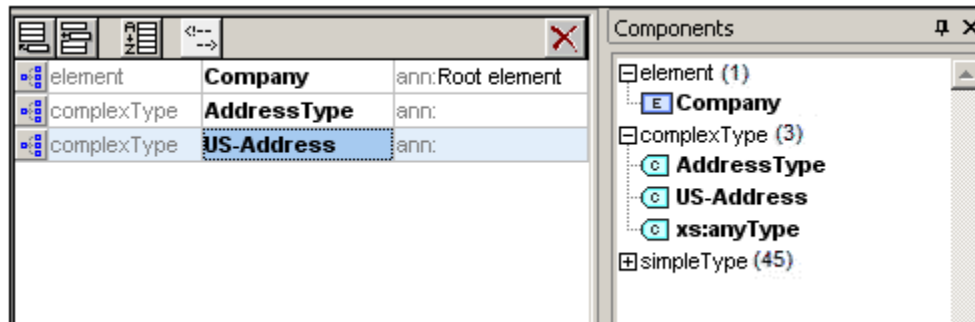 A Z <!-- -->
element Company ann:Root element
complexType AddressType ann:
complexType US-Address ann:
Components
element (1)
E Company
complexType (3)
C AddressType
C US-Address
C xs:anyType
simpleType (45)